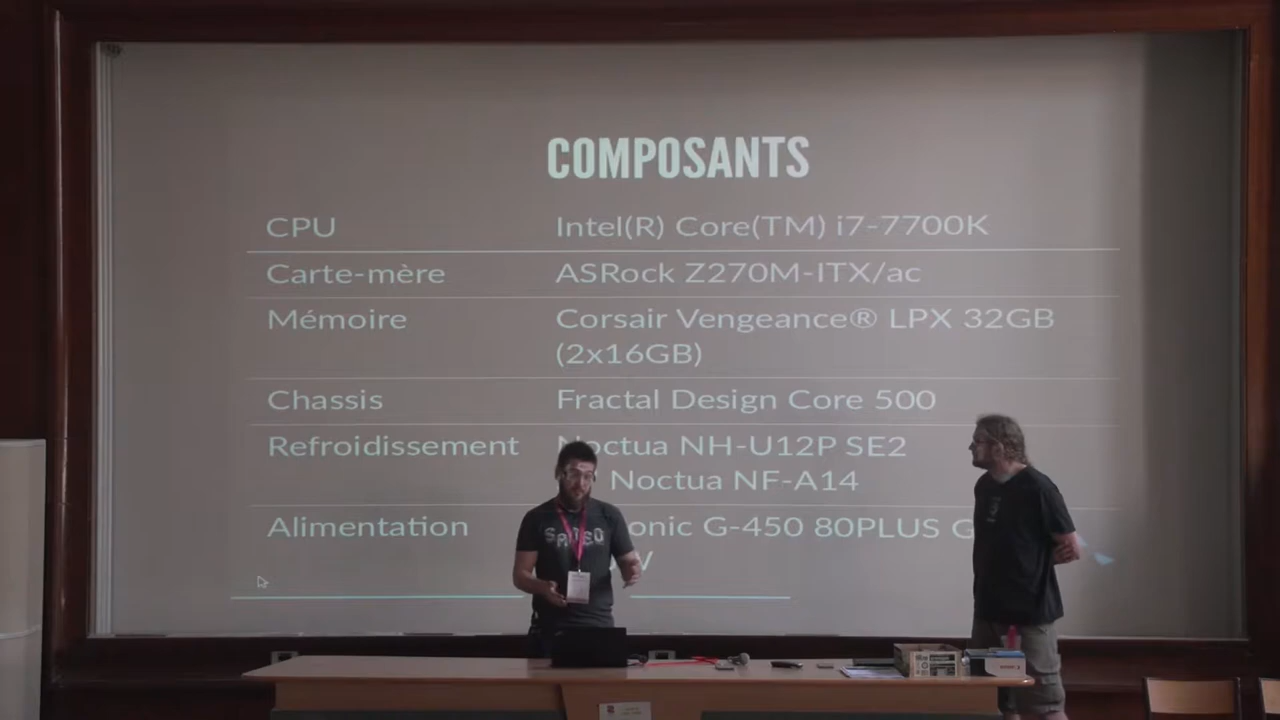 COMPOSANTS
CPU Intel(R) Core(TM) i7-7700K
Carte-mère ASRock Z270M-ITX/ac
Mémoire Corsair Vengeance® LPX 32GB
(2x16GB)
Chassis Fractal Design Core 500
Refroidissement Noctua NH-U12P SE2
Noctua NF-A14
Alimentation onic G-450 80PLUS G